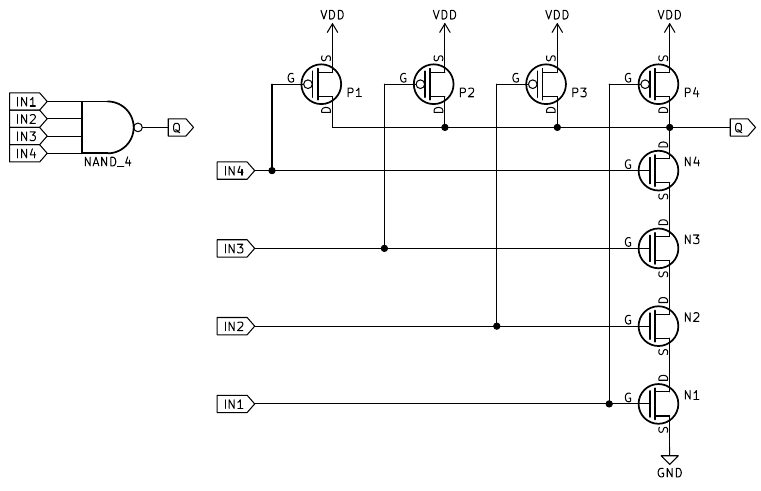 VDD VDD VDD VDD
S S S S
G G G G
P1 P2 P3 P4
D D D D
IN1
IN2
IN3
IN4
Q
NAND_4
Q
D
IN4 G N4
S
D
IN3 G N3
S
D
IN2 G N2
S
D
IN1 G N1
S
GND